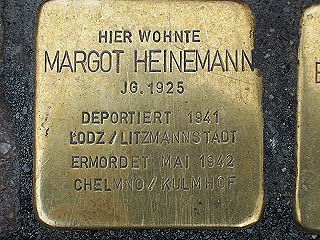 HIER WOHNTE
MARGOT HEINEMANN
JG. 1925
DEPORTIERT 1941
ŁODZ/LITZMANNSTADT
ERMORDET MAI 1942
CHELMNO/KULMHOF